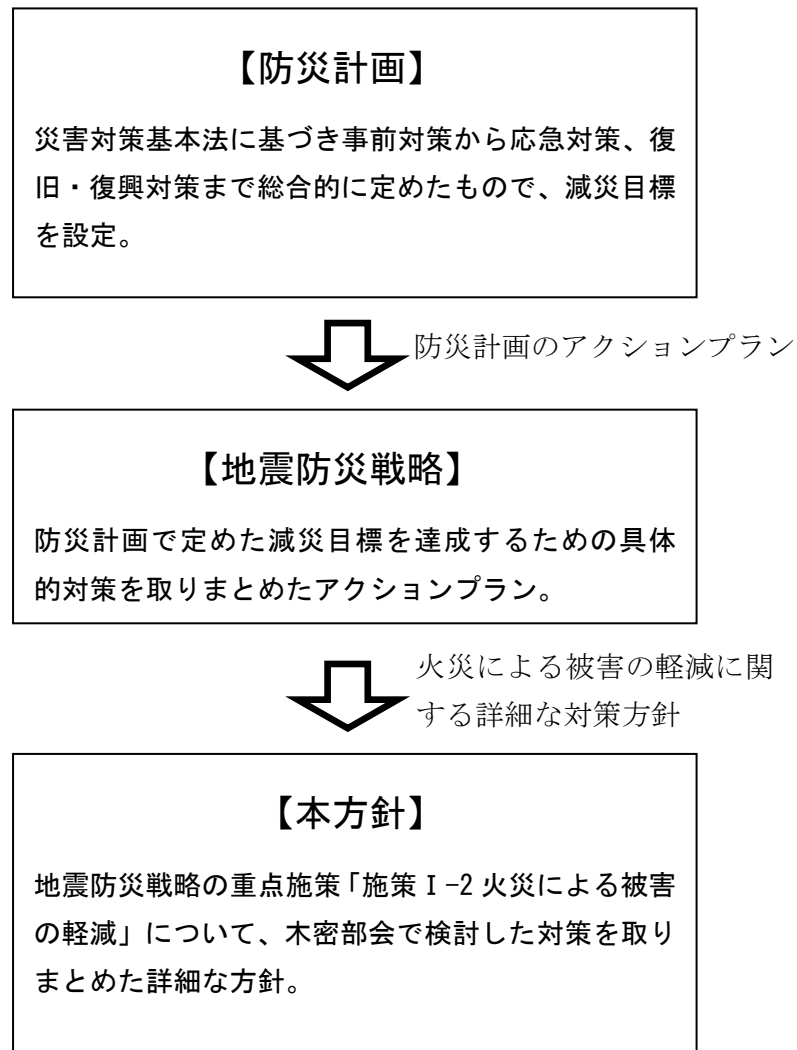 【防災計画】
災害対策基本法に基づき事前対策から応急対策、復
旧・復興対策まで総合的に定めたもので、減災目標
を設定。
防災計画のアクションプラン
【地震防災戦略】
防災計画で定めた減災目標を達成するための具体
的対策を取りまとめたアクションプラン。
火災による被害の軽減に関
する詳細な対策方針
【本方針】
地震防災戦略の重点施策「施策Ⅰ-2 火災による被害
の軽減」について、木密部会で検討した対策を取り
まとめた詳細な方針。